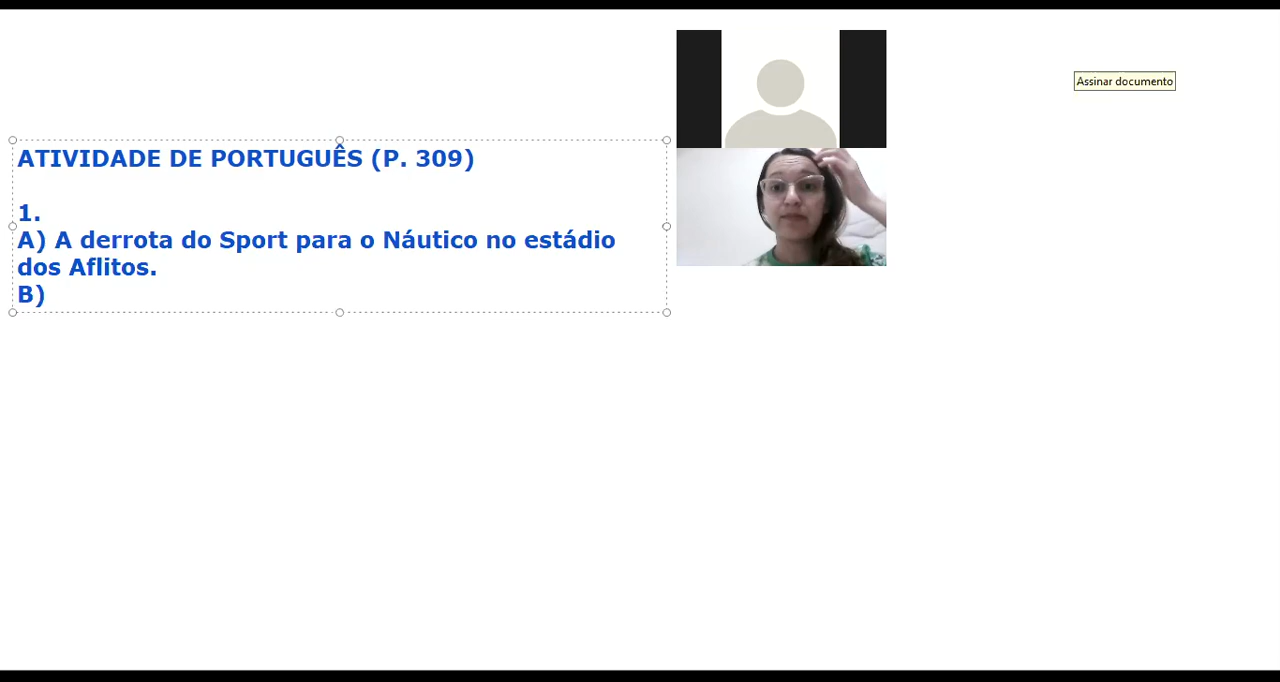 Assinar documento
ATIVIDADE DE PORTUGUÊS (P. 309)
1.
A) A derrota do Sport para o Náutico no estádio
dos Aflitos.
B)